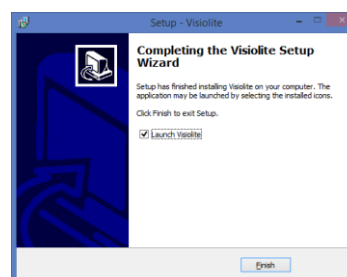 Setup - Visiolite
Completing the Visiolite Setup
Wizard
Setup has finished installing Visiolite on your computer. The
application may be launched by selecting the installed icons.
Click Finish to exit Setup.
Launch Visiolite
Finish